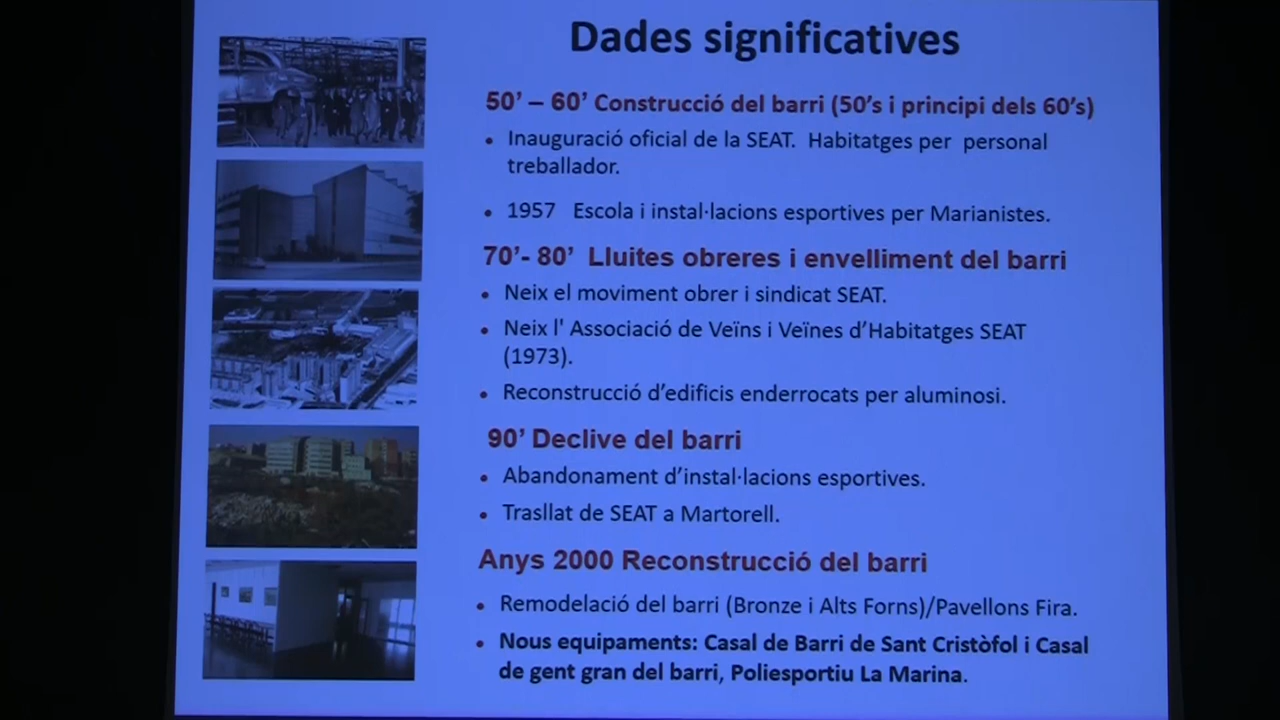 Dades significatives
50’ – 60’ Construcció del barri (50’s i principi dels 60’s)
• Inauguració oficial de la SEAT. Habitatges per personal
treballador.
• 1957 Escola i instal·lacions esportives per Marianistes.
70’- 80’ Lluites obreres i envelliment del barri
• Neix el moviment obrer i sindicat SEAT.
• Neix l' Associació de Veïns i Veïnes d’Habitatges SEAT
(1973).
• Reconstrucció d’edificis enderrocats per aluminosi.
90’ Declive del barri
• Abandonament d’instal·lacions esportives.
• Trasllat de SEAT a Martorell.
Anys 2000 Reconstrucció del barri
• Remodelació del barri (Bronze i Alts Forns)/Pavellons Fira.
• Nous equipaments: Casal de Barri de Sant Cristòfol i Casal
de gent gran del barri, Poliesportiu La Marina.